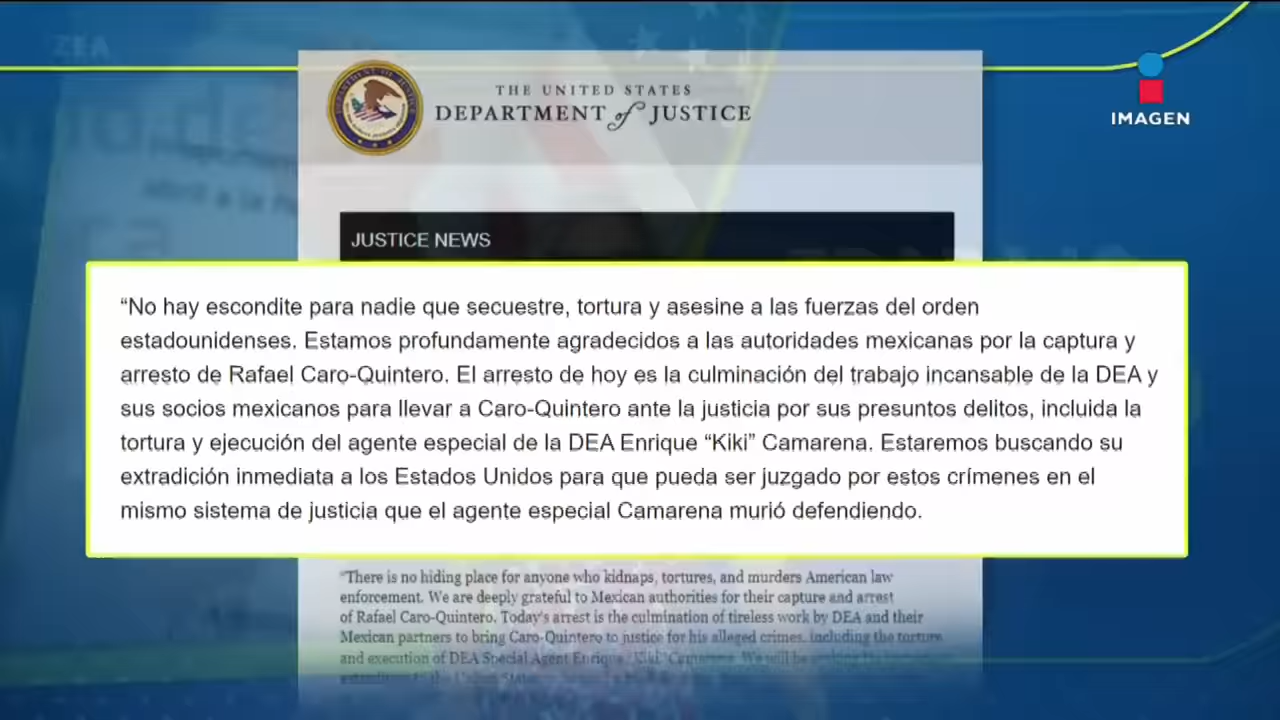 THE UNITED STATES
DEPARTMENT of JUSTICE
IMAGEN
JUSTICE NEWS
“No hay escondite para nadie que secuestre, tortura y asesine a las fuerzas del orden
estadounidenses. Estamos profundamente agradecidos a las autoridades mexicanas por la captura y
arresto de Rafael Caro-Quintero. El arresto de hoy es la culminación del trabajo incansable de la DEA y
sus socios mexicanos para llevar a Caro-Quintero ante la justicia por sus presuntos delitos, incluida la
tortura y ejecución del agente especial de la DEA Enrique “Kiki” Camarena. Estaremos buscando su
extradición inmediata a los Estados Unidos para que pueda ser juzgado por estos crímenes en el
mismo sistema de justicia que el agente especial Camarena murió defendiendo.
“There is no hiding place for anyone who kidnaps, tortures, and murders American law
enforcement. We are deeply grateful to Mexican authorities for their capture and arrest
of Rafael Caro-Quintero. Today's arrest is the culmination of tireless work by DEA and their
Mexican partners to bring Caro-Quintero to justice for his alleged crimes, including the torture
and execution of DEA Special Agent Enrique “Kiki” Camarena. We will be